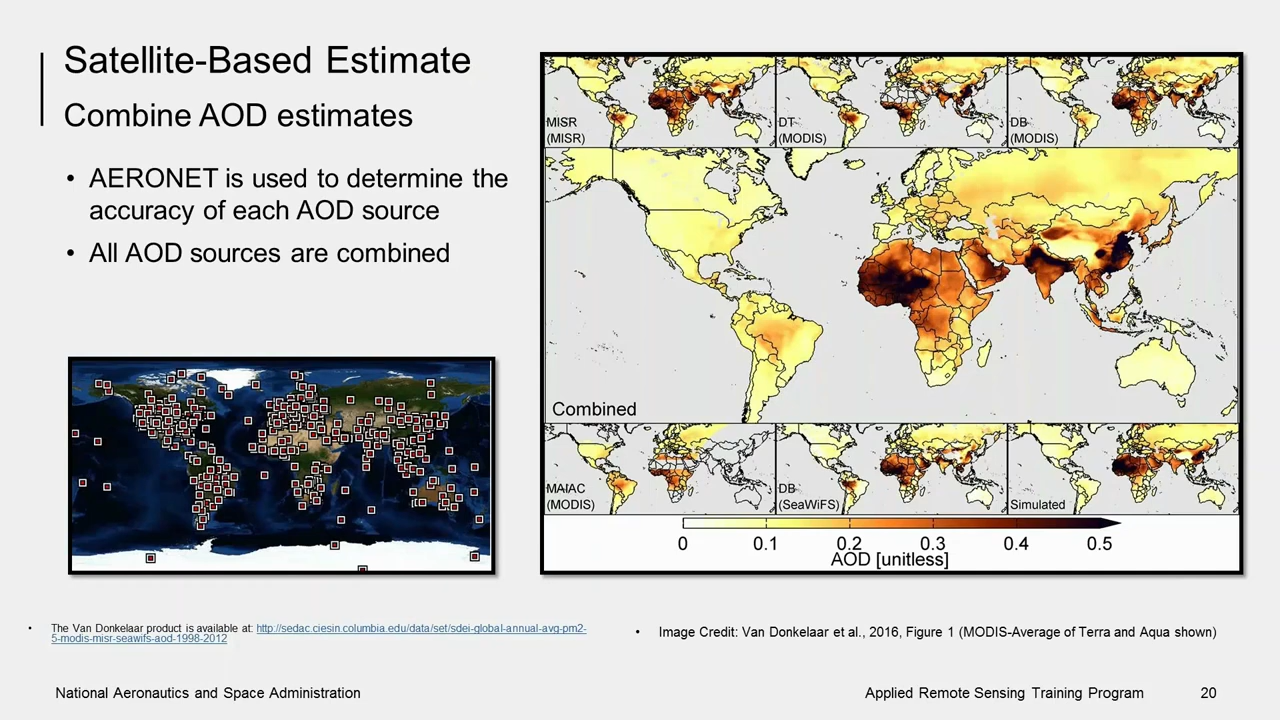 Satellite-Based Estimate
Combine AOD estimates
• AERONET is used to determine the
accuracy of each AOD source
• All AOD sources are combined
MISR
(MISR)
DT
(MODIS)
DB
(MODIS)
Combined
MAIAC
(MODIS)
DB
(SeaWiFS)
Simulated
0 0.1 0.2 0.3 0.4 0.5
AOD [unitless]
• The Van Donkelaar product is available at: http://sedac.ciesin.columbia.edu/data/set/sdei-global-annual-avg-pm2-
5-modis-misr-seawifs-aod-1998-2012
• Image Credit: Van Donkelaar et al., 2016, Figure 1 (MODIS-Average of Terra and Aqua shown)
National Aeronautics and Space Administration
Applied Remote Sensing Training Program 20